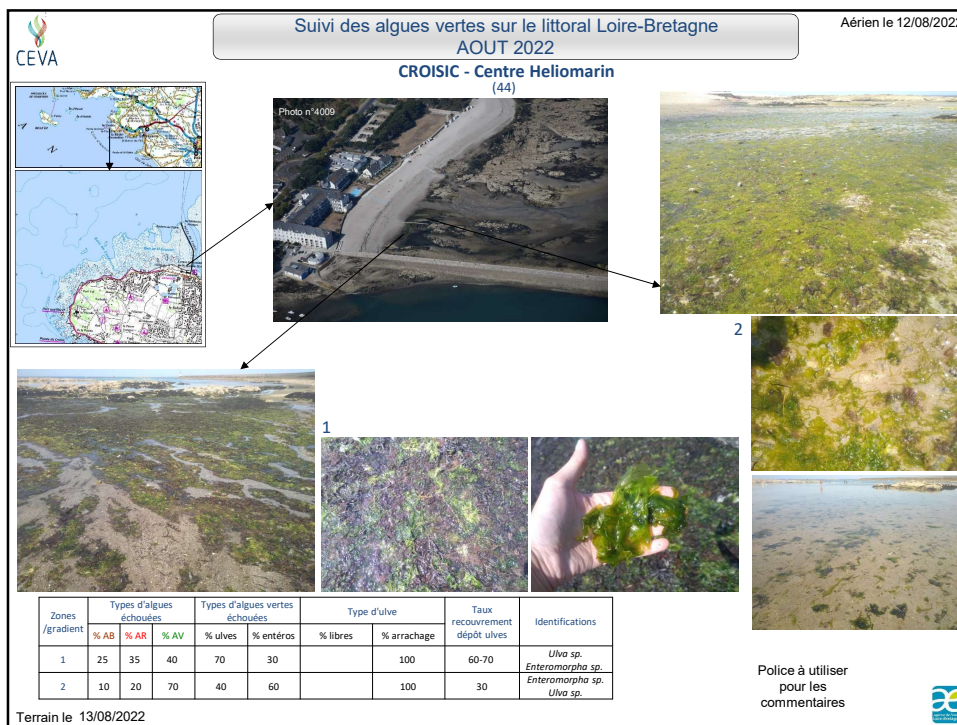 Suivi des algues vertes sur le littoral Loire-Bretagne
AOUT 2022
Aérien le 12/08/2022
CEVA
CROISIC - Centre Heliomarin
(44)
Photo n°4009
2
1
Zones /gradient
Types d'algues échouées
Types d'algues vertes échouées
Type d'ulve
Taux recouvrement dépôt ulves
Identifications
% AB % AR % AV % ulves % entéros % libres % arrachage
1 25 35 40 70 30 100 60-70 Ulva sp. Enteromorpha sp.
2 10 20 70 40 60 100 30 Enteromorpha sp. Ulva sp.
Police à utiliser
pour les
commentaires
Terrain le 13/08/2022